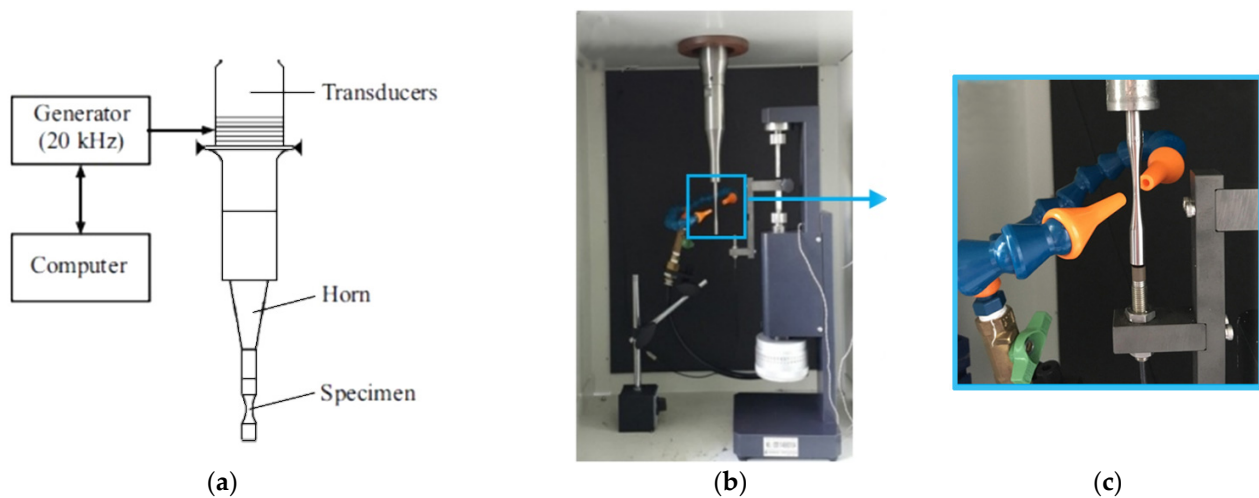 Transducers
Generator
(20 kHz)
Computer
Horn
Specimen
(a)
(b)
(c)